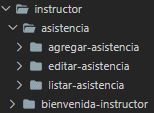 instructor
asistencia
agregar-asistencia
editar-asistencia
listar-asistencia
bienvenida-instructor